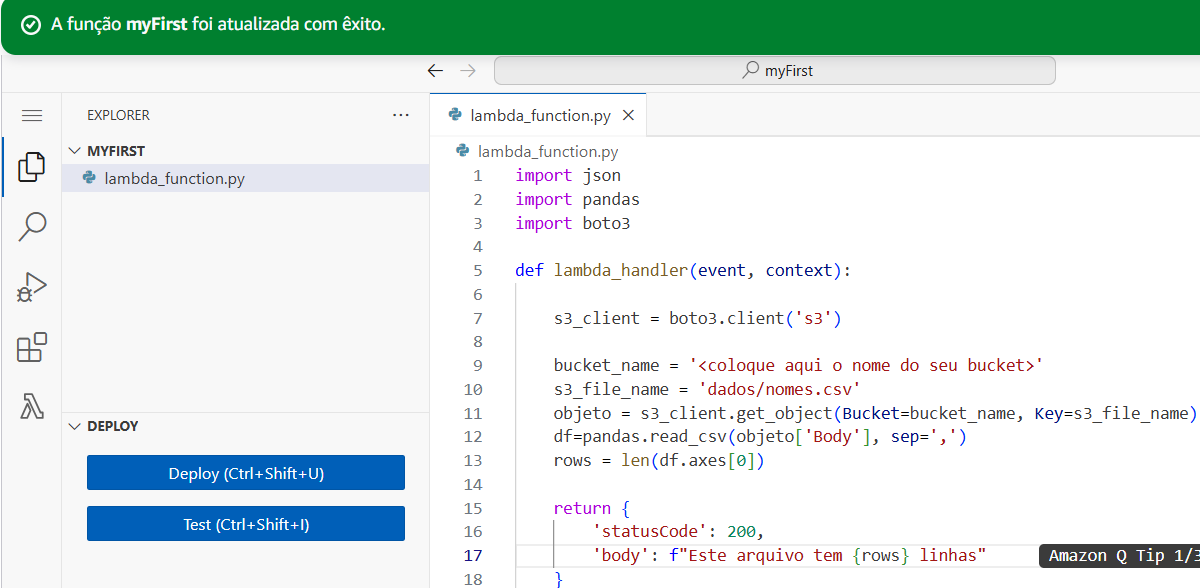 A função myFirst foi atualizada com êxito.
myFirst
EXPLORER
MYFIRST
lambda_function.py
DEPLOY
Deploy (Ctrl+Shift+U)
Test (Ctrl+Shift+I)
lambda_function.py
lambda_function.py
1 import json
2 import pandas
3 import boto3
4
5 def lambda_handler(event, context):
6
7 s3_client = boto3.client('s3')
8
9 bucket_name = '<coloque aqui o nome do seu bucket>'
10 s3_file_name = 'dados/nomes.csv'
11 objeto = s3_client.get_object(Bucket=bucket_name, Key=s3_file_name)
12 df=pandas.read_csv(objeto['Body'], sep=',')
13 rows = len(df.axes[0])
14
15 return {
16 'statusCode': 200,
17 'body': f"Este arquivo tem {rows} linhas"
Amazon Q Tip 1/3
18 }